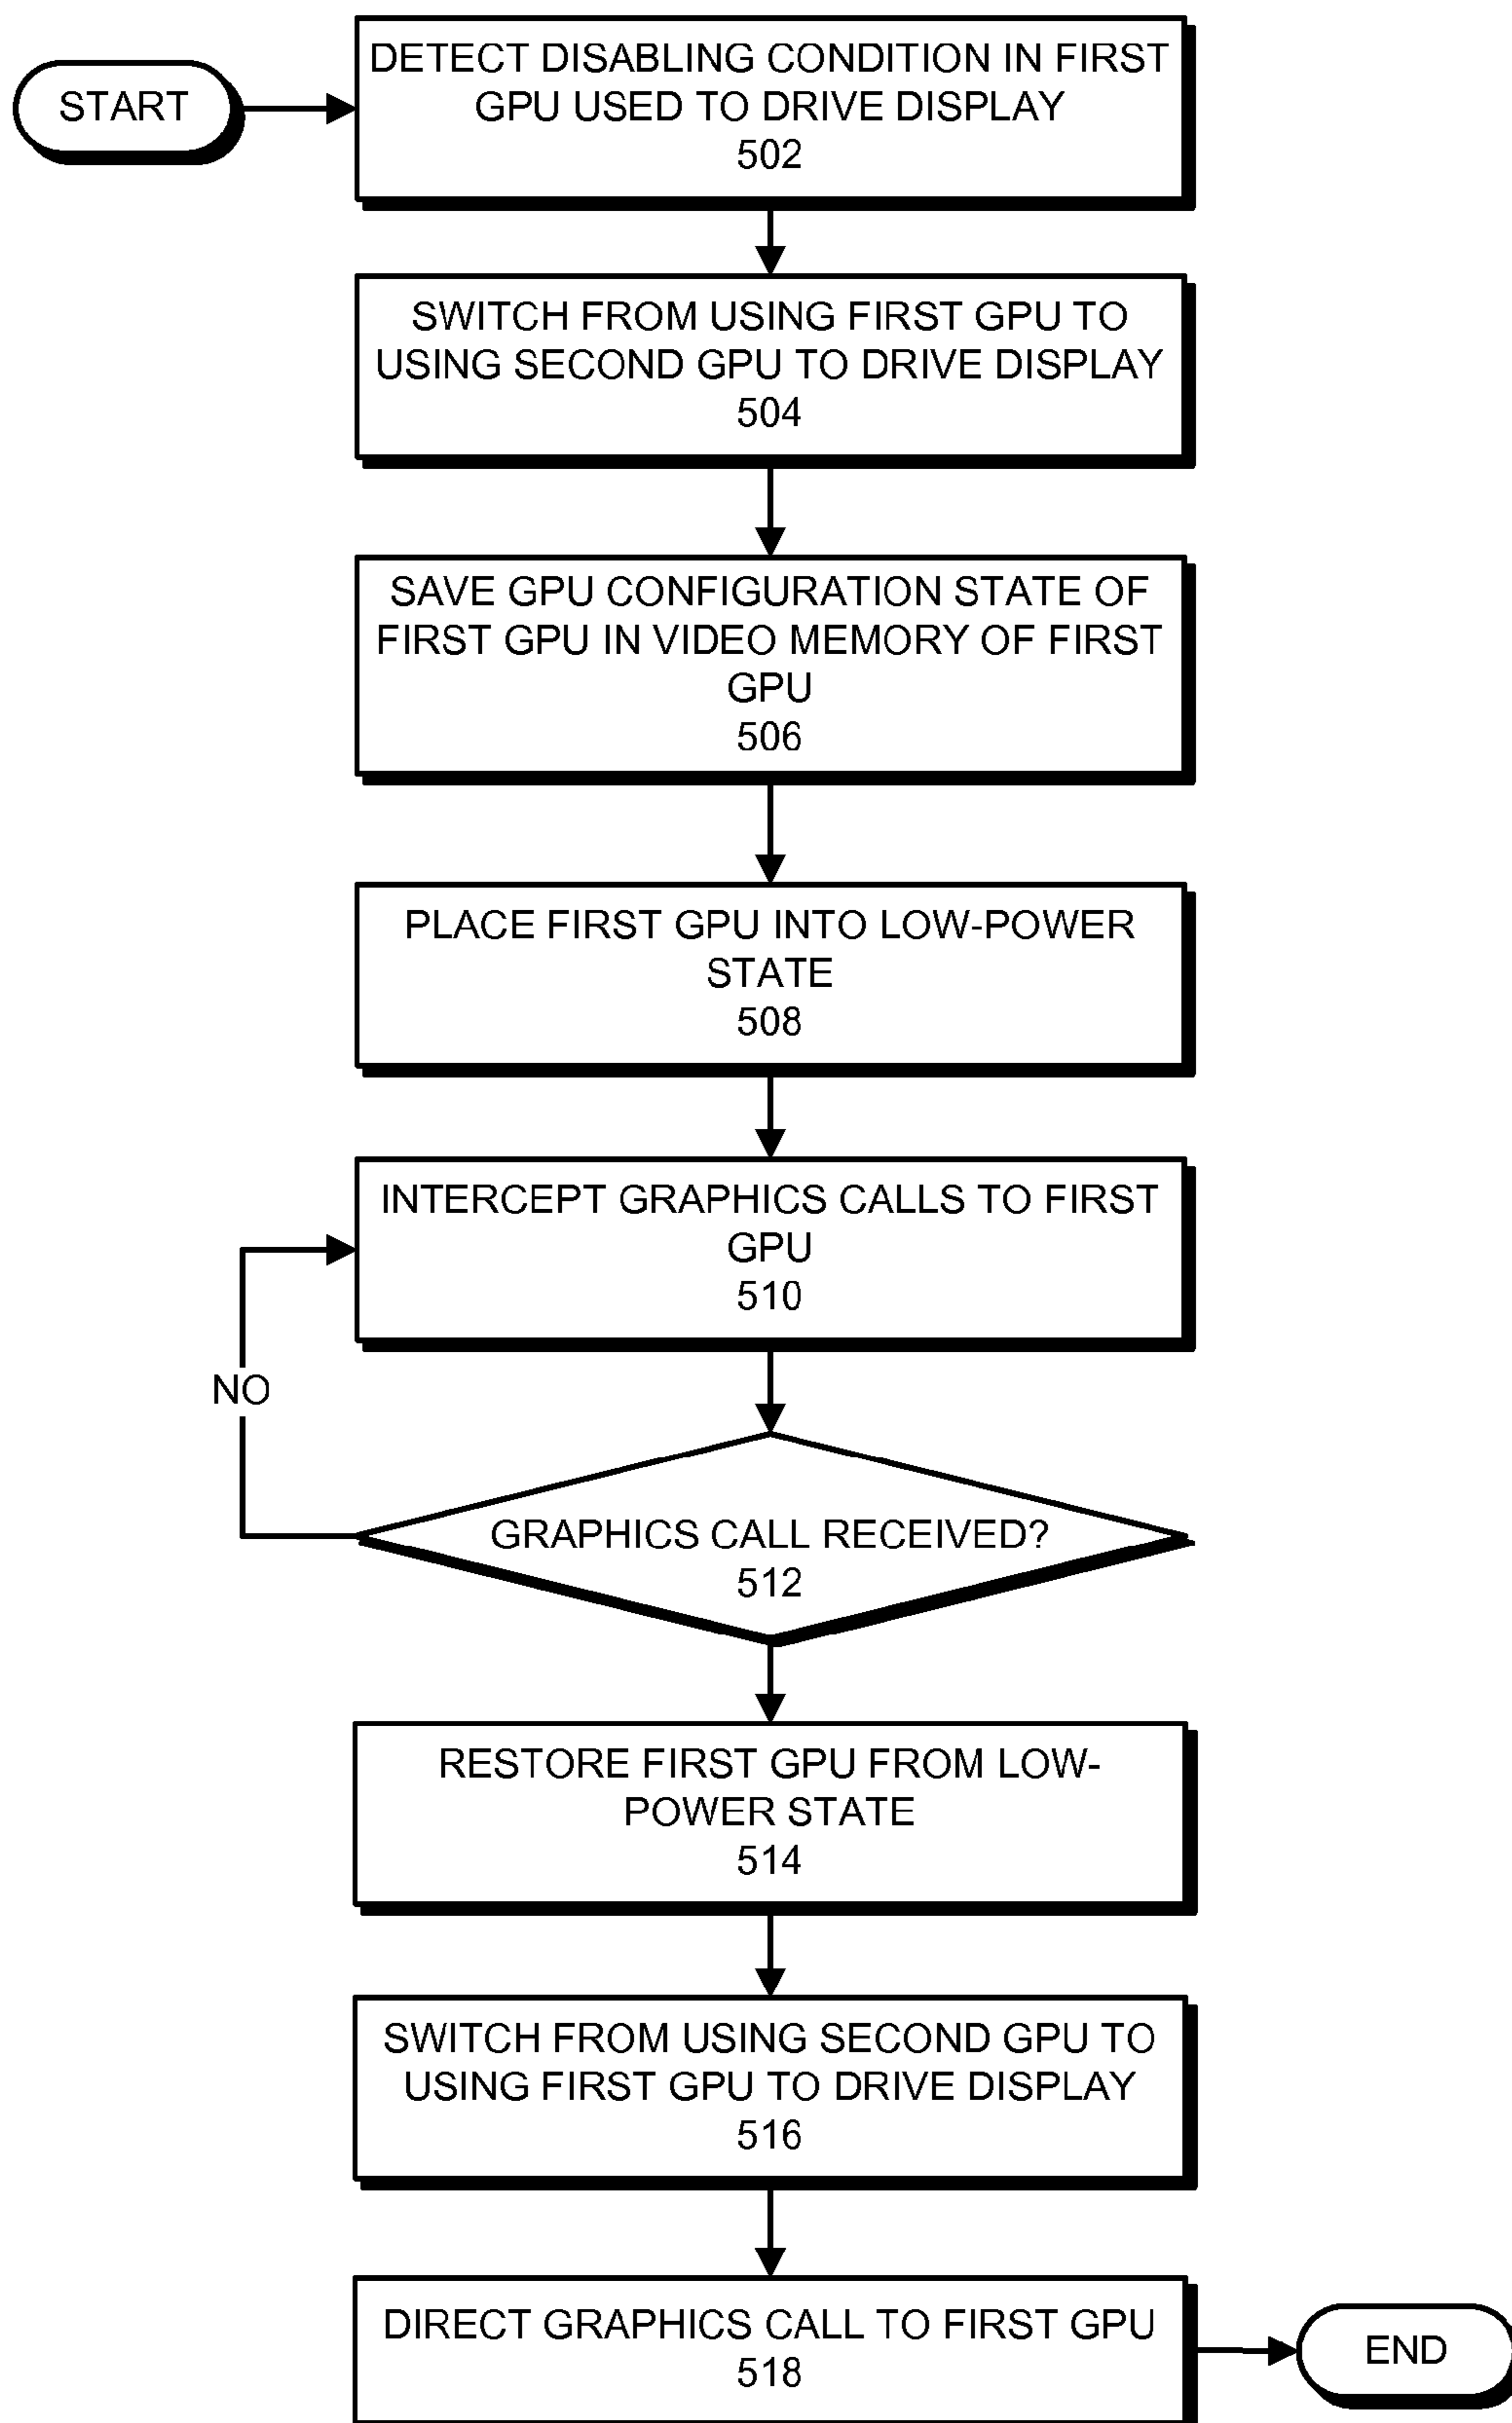 START
DETECT DISABLING CONDITION IN FIRST
GPU USED TO DRIVE DISPLAY
502
SWITCH FROM USING FIRST GPU TO
USING SECOND GPU TO DRIVE DISPLAY
504
SAVE GPU CONFIGURATION STATE OF
FIRST GPU IN VIDEO MEMORY OF FIRST
GPU
506
PLACE FIRST GPU INTO LOW-POWER
STATE
508
INTERCEPT GRAPHICS CALLS TO FIRST
GPU
510
NO
GRAPHICS CALL RECEIVED?
512
RESTORE FIRST GPU FROM LOW-
POWER STATE
514
SWITCH FROM USING SECOND GPU TO
USING FIRST GPU TO DRIVE DISPLAY
516
DIRECT GRAPHICS CALL TO FIRST GPU
518
END